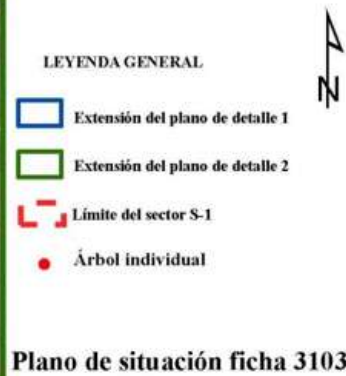 N
LEYENDA GENERAL
Extensión del plano de detalle 1
Extensión del plano de detalle 2
Límite del sector S-1
Árbol individual
Plano de situación ficha 3103